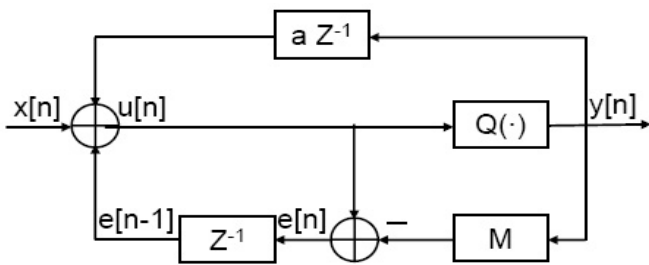 a Z⁻¹
x[n] u[n] Q(·) y[n]
e[n-1] Z⁻¹ e[n] − M